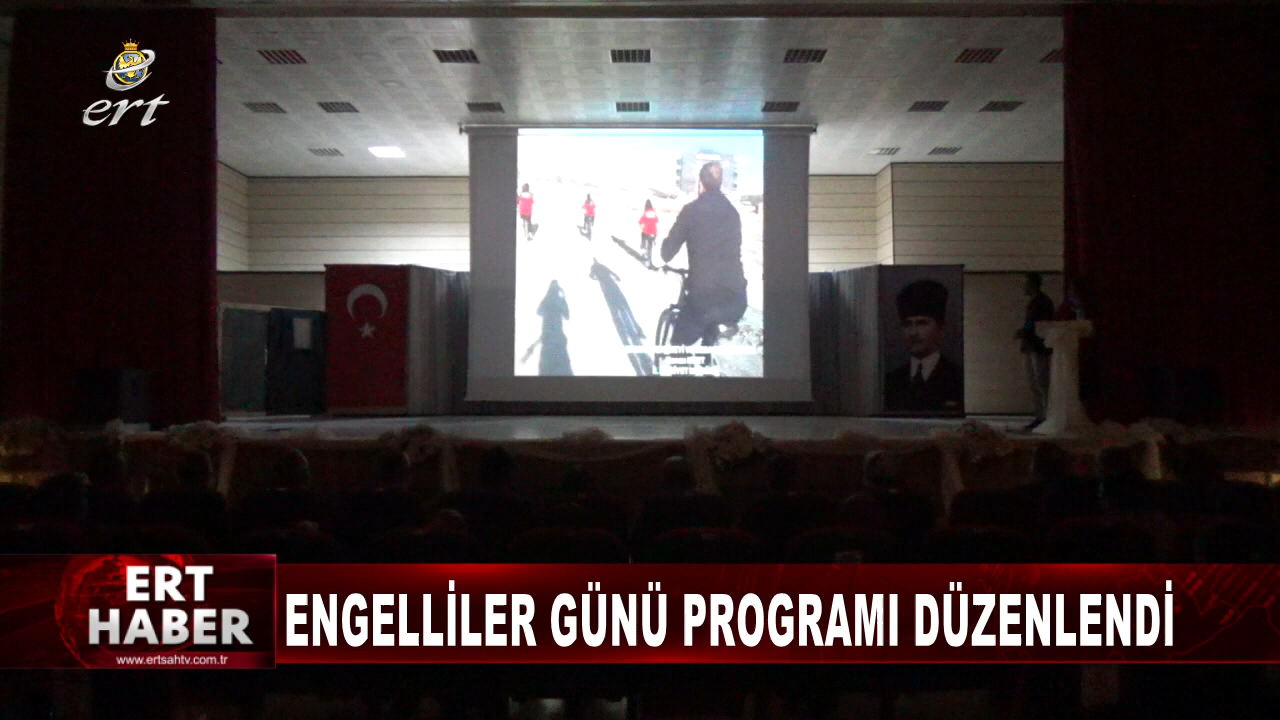 ert
ERT
HABER
www.ertsahtv.com.tr
ENGELLİLER GÜNÜ PROGRAMI DÜZENLENDİ